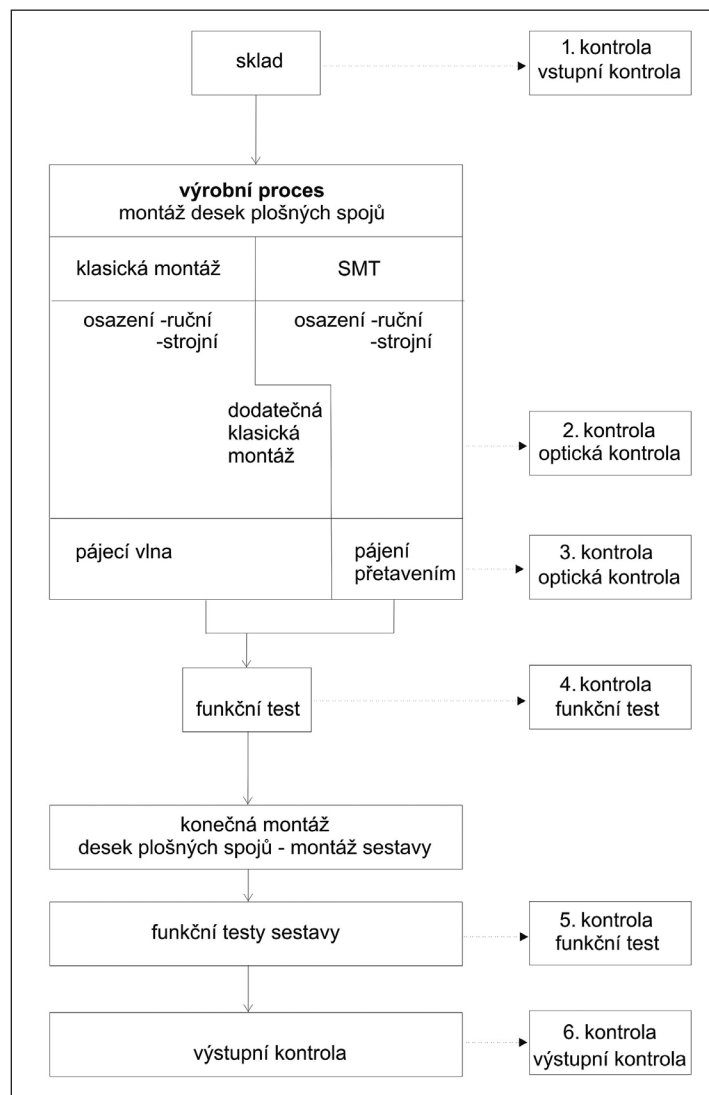 sklad
1. kontrola
vstupní kontrola
výrobní proces
montáž desek plošných spojů
klasická montáž
SMT
osazení -ruční
-strojní
osazení -ruční
-strojní
dodatečná
klasická
montáž
2. kontrola
optická kontrola
pájecí vlna
pájení
přetavením
3. kontrola
optická kontrola
funkční test
4. kontrola
funkční test
konečná montáž
desek plošných spojů - montáž sestavy
funkční testy sestavy
5. kontrola
funkční test
výstupní kontrola
6. kontrola
výstupní kontrola